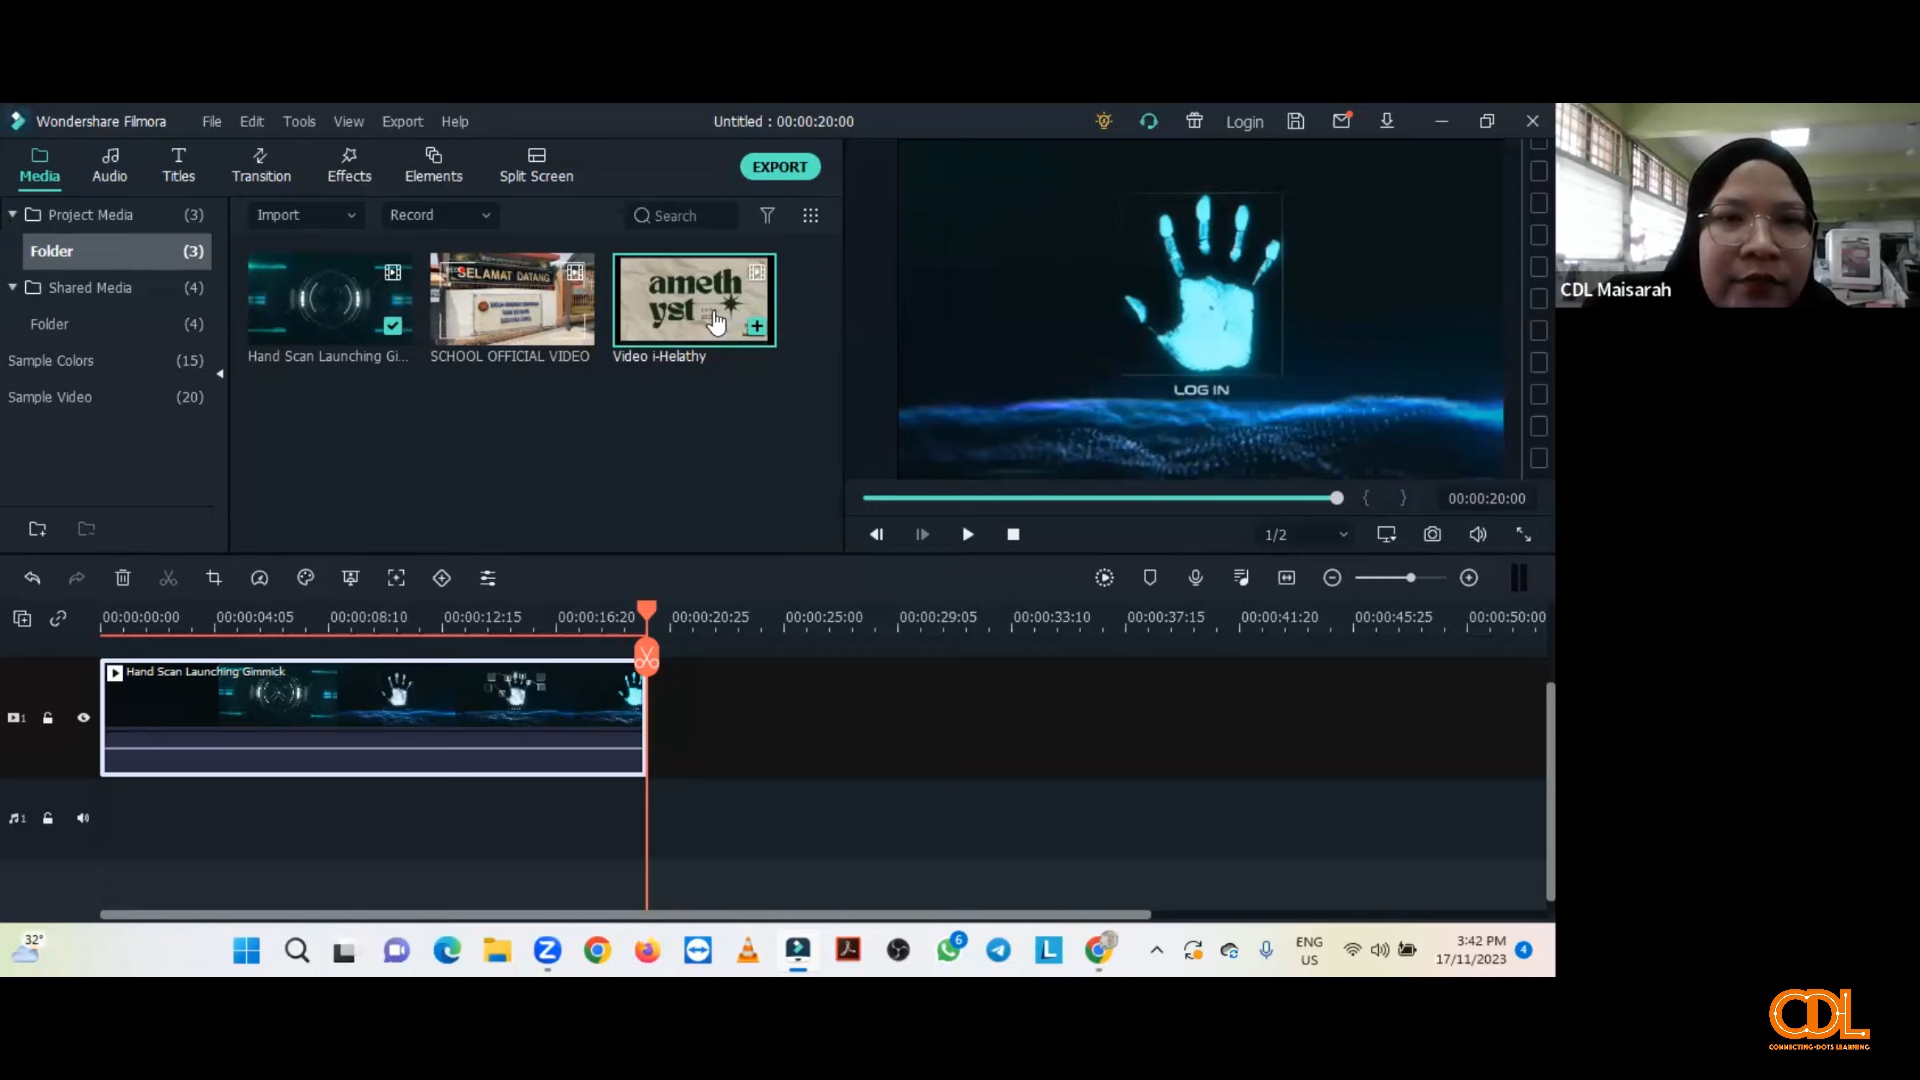 Wondershare Filmora File Edit Tools View Export Help Untitled : 00:00:20:00 Login
Media Audio Titles Transition Effects Elements Split Screen EXPORT
Project Media (3)
Folder (3)
Shared Media (4)
Folder (4)
Sample Colors (15)
Sample Video (20)
Import Record Search
SELAMAT DATANG
ameth
yst
Hand Scan Launching Gi... SCHOOL OFFICIAL VIDEO Video i-Helathy
LOG IN
CDL Maisarah
{ } 00:00:20:00
1/2
00:00:00:00 00:00:04:05 00:00:08:10 00:00:12:15 00:00:16:20 00:00:20:25 00:00:25:00 00:00:29:05 00:00:33:10 00:00:37:15 00:00:41:20 00:00:45:25 00:00:50:00
Hand Scan Launching Gimmick
1
1
32°
6
L
ENG
US
3:42 PM
17/11/2023
4
CDL
CONNECTING-DOTS LEARNING